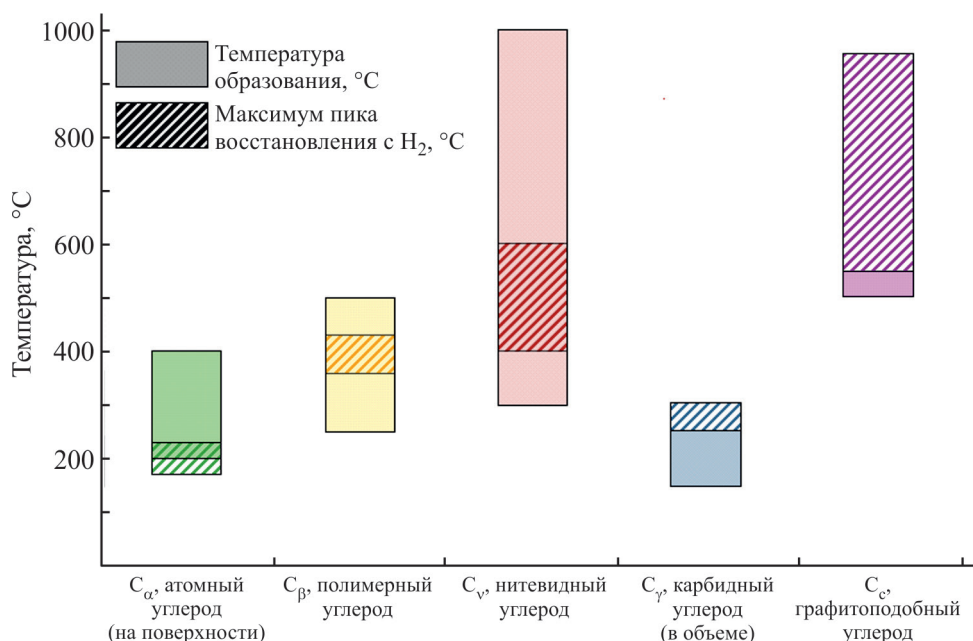 Температура, °C
1000
800
600
400
200
Температура
образования, °C
Максимум пика
восстановления с H₂, °C
Cα, атомный
углерод
(на поверхности)
Cβ, полимерный
углерод
Cν, нитевидный
углерод
Cγ, карбидный
углерод
(в объеме)
Cc,
графитоподобный
углерод